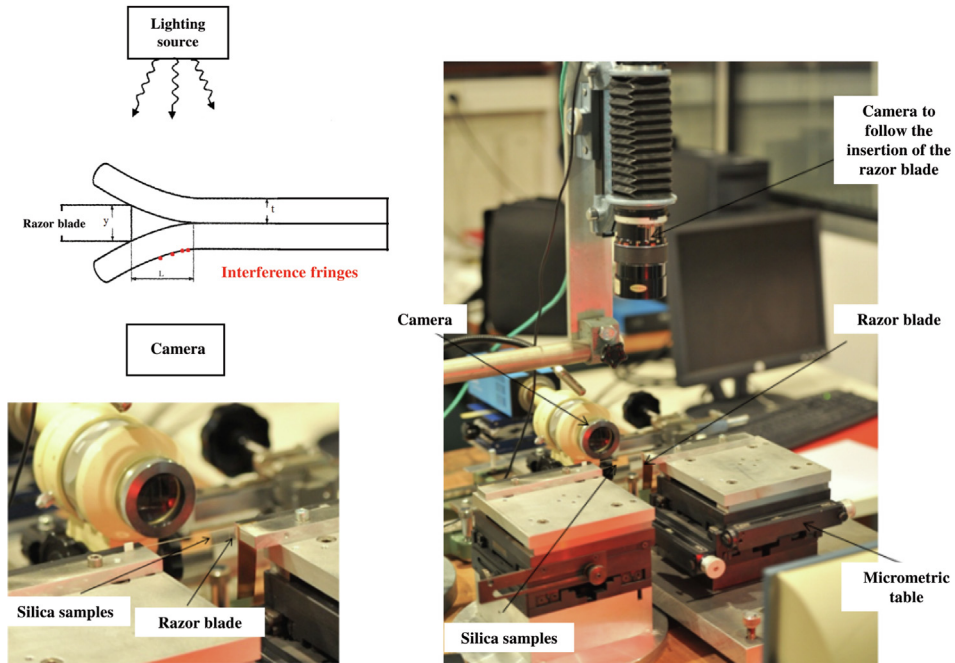 Lighting
source
Razor blade
y
t
L
Interference fringes
Camera
Silica samples
Razor blade
Camera to
follow the
insertion of the
razor blade
Camera
Razor blade
Micrometric
table
Silica samples